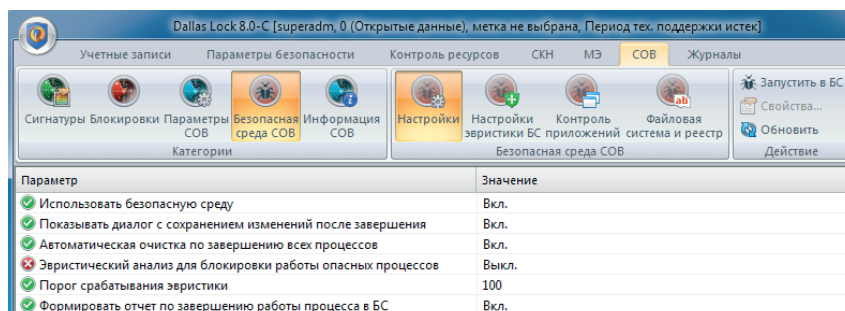 Dallas Lock 8.0-C [superadm, 0 (Открытые данные), метка не выбрана, Период тех. поддержки истек]
Учетные записи Параметры безопасности Контроль ресурсов СКН МЭ СОВ Журналы
Сигнатуры Блокировки Параметры СОВ Безопасная среда СОВ Информация СОВ
Категории
Настройки Настройки эвристики БС Контроль приложений Файловая система и реестр
Безопасная среда СОВ
Запустить в БС
Свойства...
Обновить
Действие
Параметр Значение
Использовать безопасную среду Вкл.
Показывать диалог с сохранением изменений после завершения Вкл.
Автоматическая очистка по завершению всех процессов Вкл.
Эвристический анализ для блокировки работы опасных процессов Выкл.
Порог срабатывания эвристики 100
Формировать отчет по завершению работы процесса в БС Вкл.